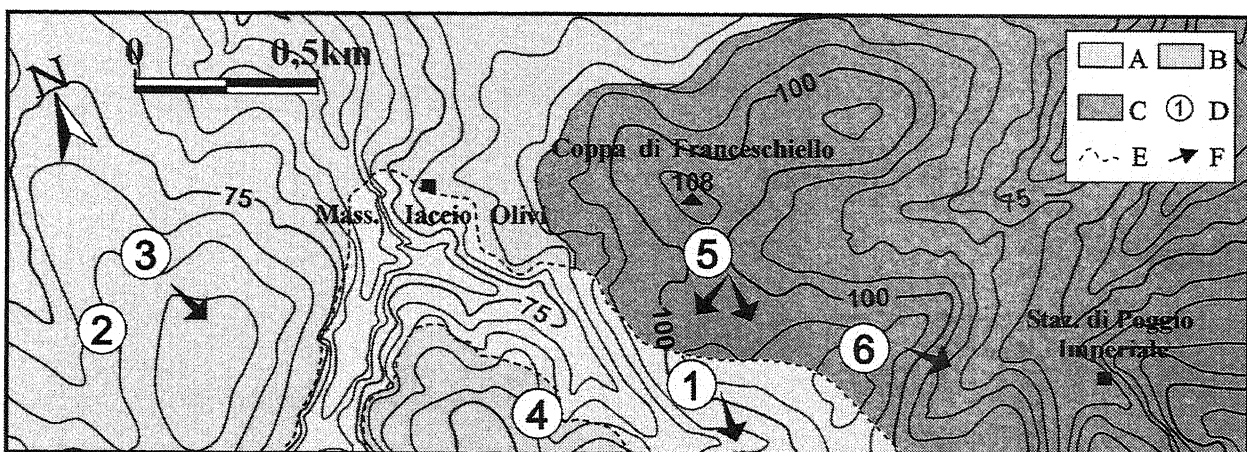 0 0,5km
N
A B
C 1 D
E F
100
Coppa di Franceschiello
108
75
75
Mass. Iaccio Olivi
3
5
2
75
100
100
Staz. di Poggio
Imperiale
6
1
4